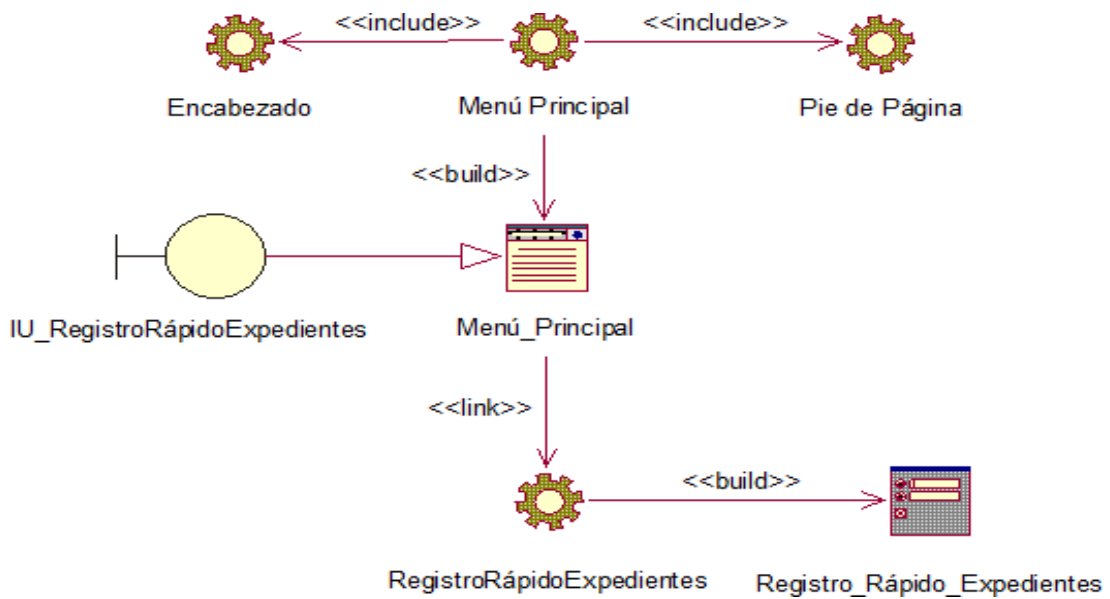 <<include>> <<include>>
Encabezado Menú Principal Pie de Página
<<build>>
IU_RegistroRápidoExpedientes Menú_Principal
<<link>>
<<build>>
RegistroRápidoExpedientes Registro_Rápido_Expedientes